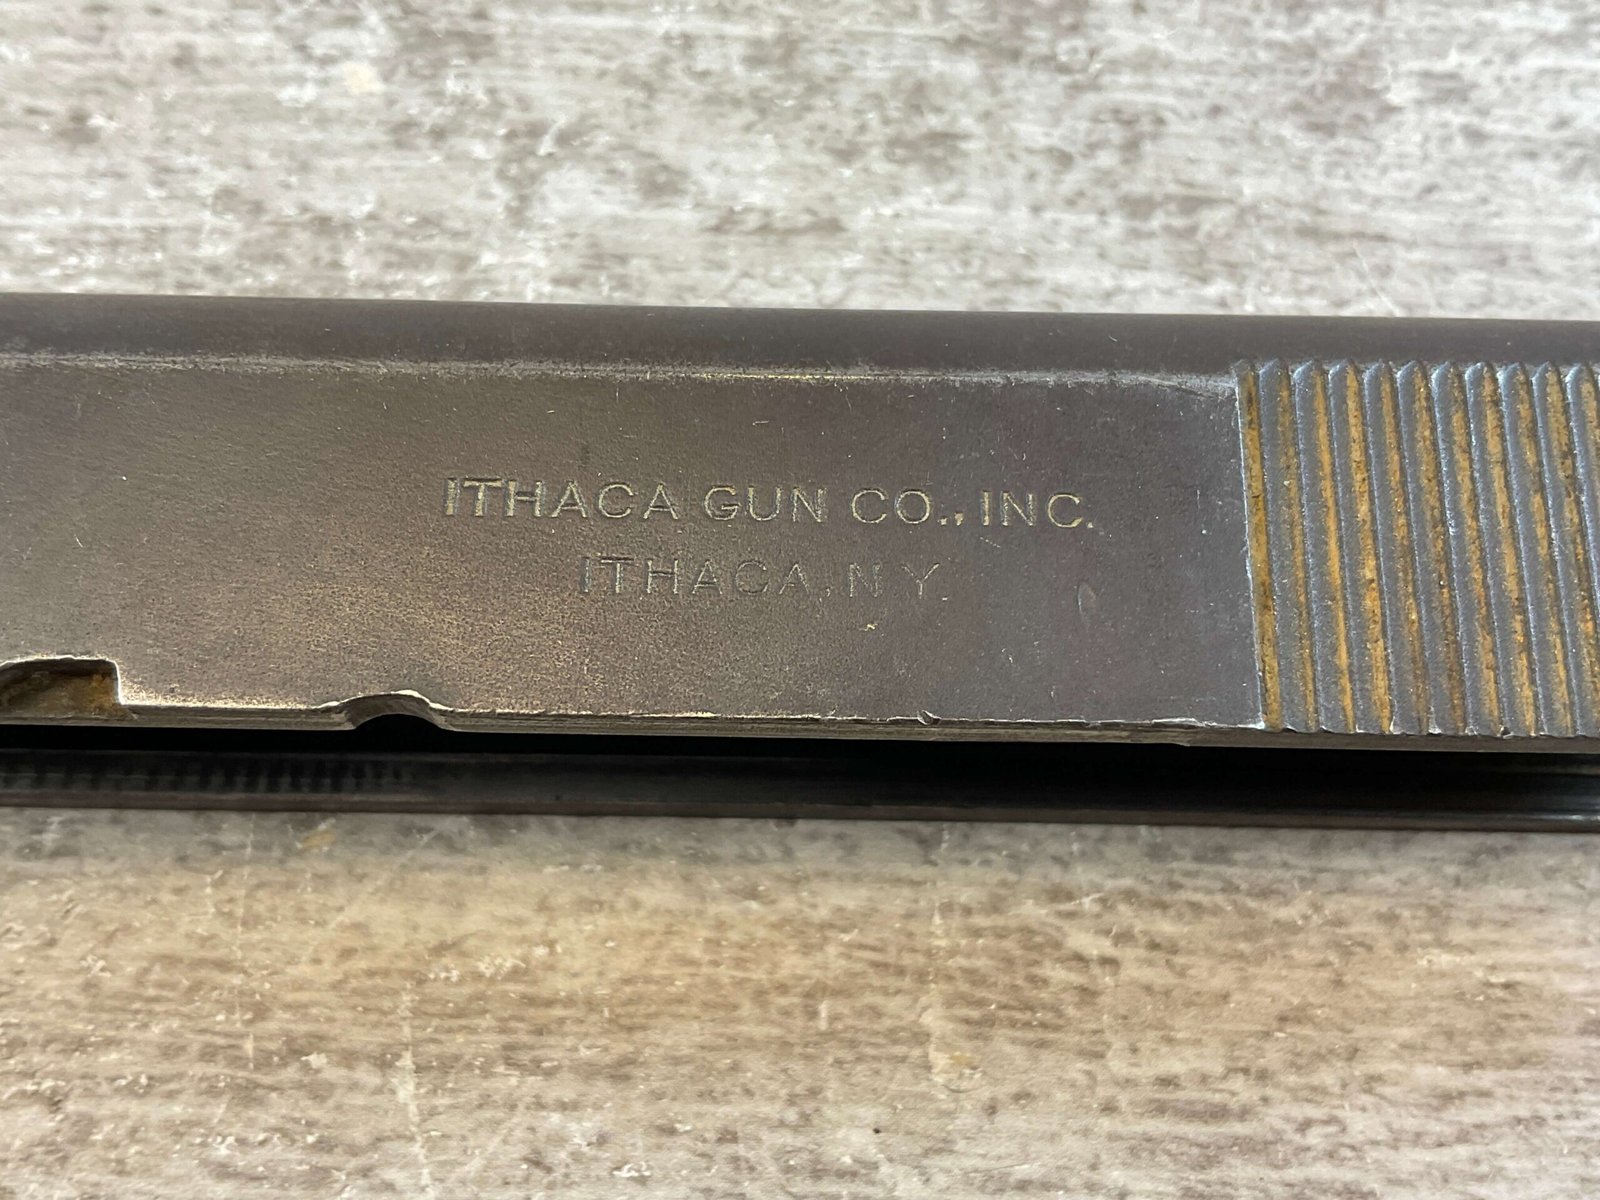 ITHACA GUN CO., INC.
ITHACA, N Y.